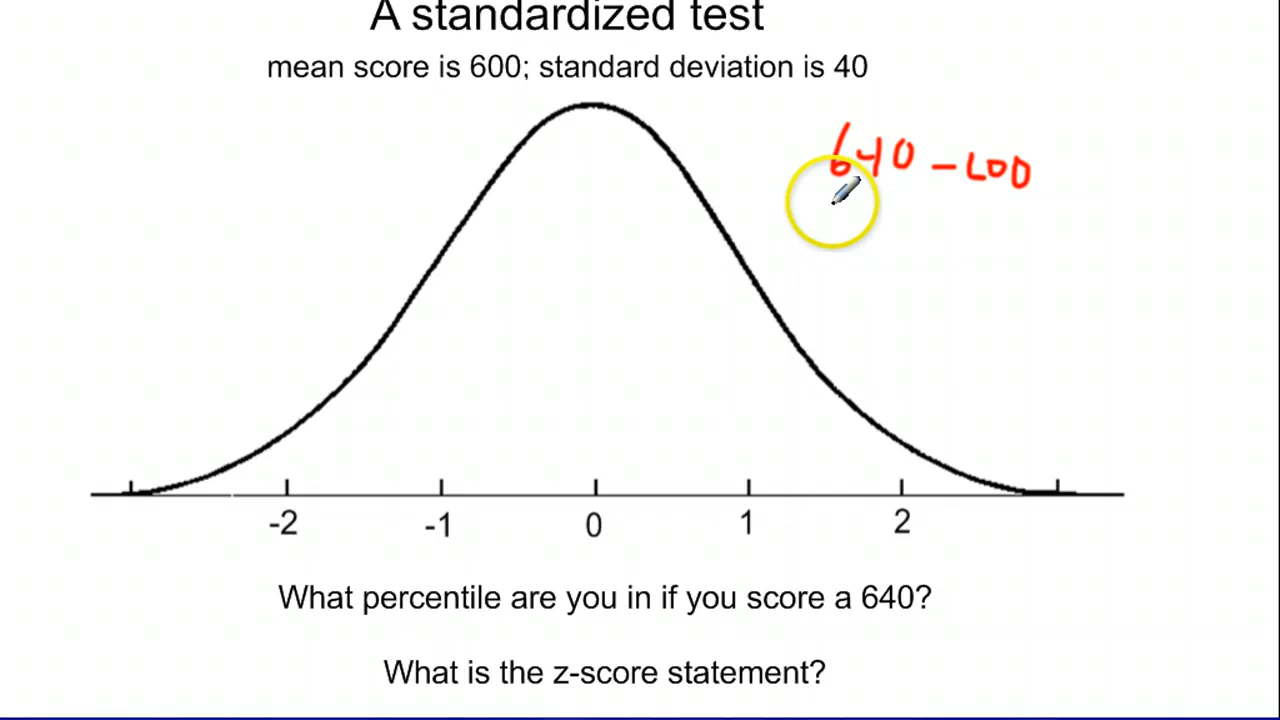 A standardized test
mean score is 600; standard deviation is 40
640 - 600
-2 -1 0 1 2
What percentile are you in if you score a 640?
What is the z-score statement?